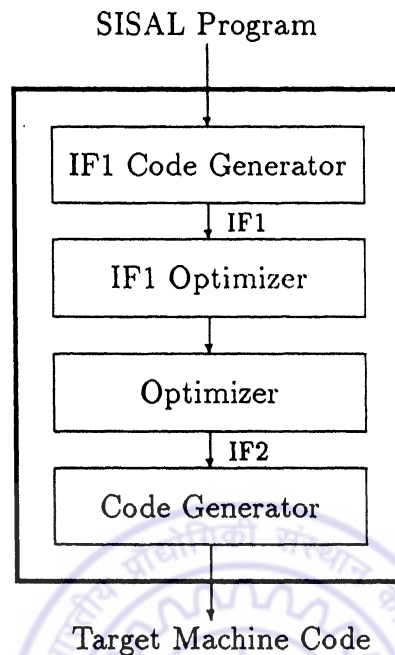 SISAL Program
IF1 Code Generator
IF1
IF1 Optimizer
Optimizer
IF2
Code Generator
प्रौद्योगिकी संस्थान
Target Machine Code